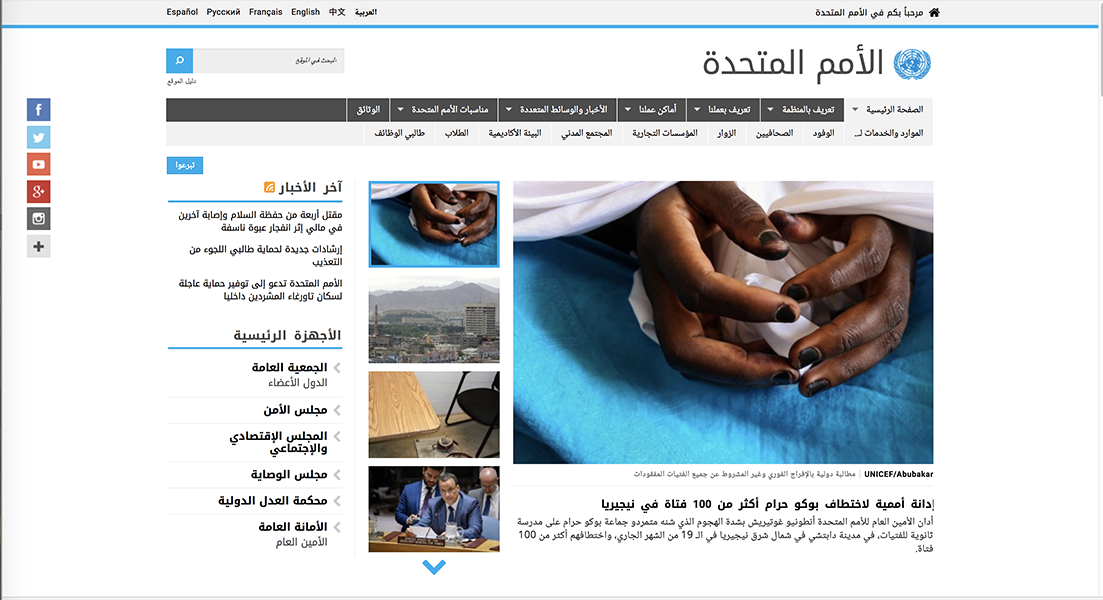 مرحباً بكم في الأمم المتحدة
العربية 中文 English Français Русский Español
الأمم المتحدة
البحث في الموقع
دليل الموقع
الصفحة الرئيسية
تعريف بالمنظمة
تعريف بعملنا
أماكن عملنا
الأخبار والوسائط المتعددة
مناسبات الأمم المتحدة
الوثائق
الموارد والخدمات لـ...
الوفود
الصحافيين
الزوار
المؤسسات التجارية
المجتمع المدني
البيئة الأكاديمية
الطلاب
طالبي الوظائف
تبرعوا
UNICEF/Abubakar | مطالبة دولية بالإفراج الفوري وغير المشروط عن جميع الفتيات المفقودات
إدانة أممية لاختطاف بوكو حرام أكثر من 100 فتاة في نيجيريا
أدان الأمين العام للأمم المتحدة أنطونيو غوتيريش بشدة الهجوم الذي شنه متمردو جماعة بوكو حرام على مدرسة
ثانوية للفتيات، في مدينة دابتشي في شمال شرق نيجيريا في الـ 19 من الشهر الجاري، واختطافهم أكثر من 100
فتاة.
آخر الأخبار
مقتل أربعة من حفظة السلام وإصابة آخرين
في مالي إثر انفجار عبوة ناسفة
إرشادات جديدة لحماية طالبي اللجوء من
التعذيب
الأمم المتحدة تدعو إلى توفير حماية عاجلة
لسكان تاورغاء المشردين داخليا
الأجهزة الرئيسية
الجمعية العامة
الدول الأعضاء
مجلس الأمن
المجلس الإقتصادي
والإجتماعي
مجلس الوصاية
محكمة العدل الدولية
الأمانة العامة
الأمين العام